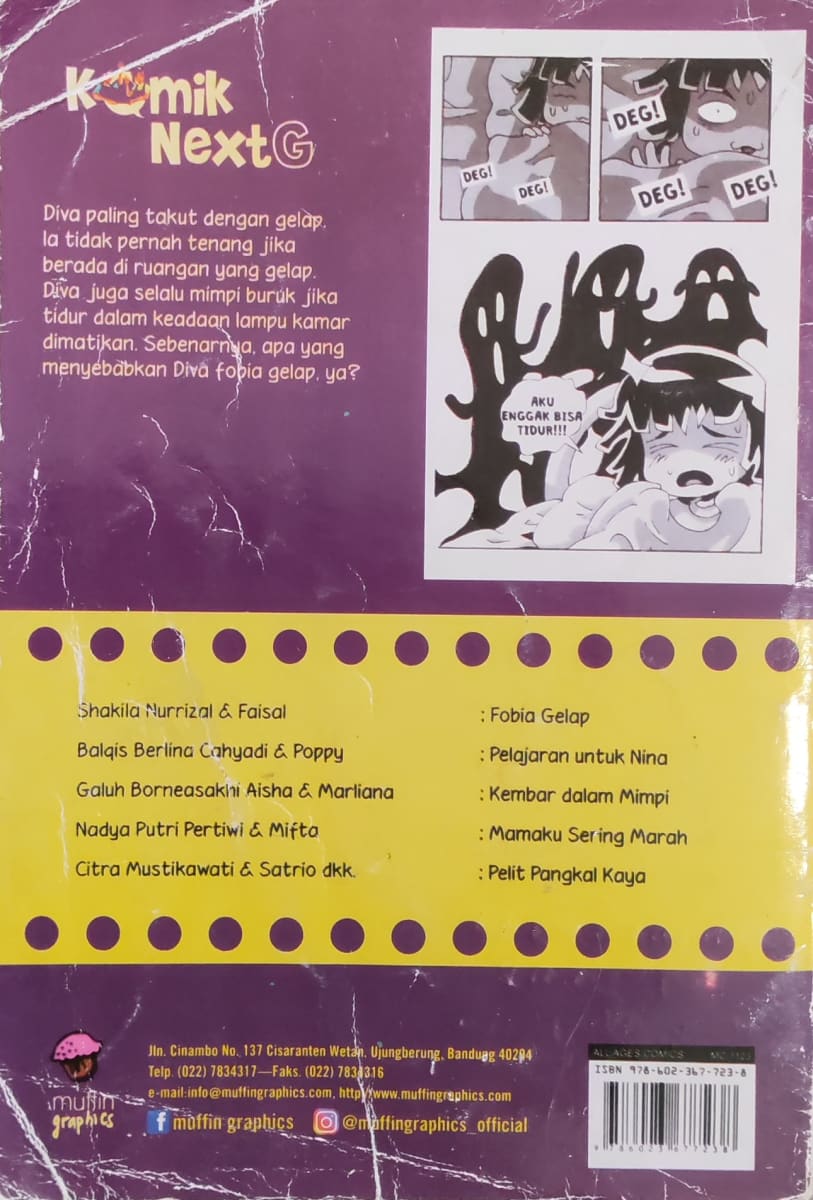 Komik
NextG
Diva paling takut dengan gelap.
Ia tidak pernah tenang jika
berada di ruangan yang gelap.
Diva juga selalu mimpi buruk jika
tidur dalam keadaan lampu kamar
dimatikan. Sebenarnya, apa yang
menyebabkan Diva fobia gelap, ya?
DEG!
DEG!
DEG!
DEG!
DEG!
AKU
ENGGAK BISA
TIDUR!!!
Shakila Nurrizal & Faisal : Fobia Gelap
Balqis Berlina Cahyadi & Poppy : Pelajaran untuk Nina
Galuh Borneasakhi Aisha & Marliana : Kembar dalam Mimpi
Nadya Putri Pertiwi & Mifta : Mamaku Sering Marah
Citra Mustikawati & Satrio dkk. : Pelit Pangkal Kaya
muffin
graphics
Jln. Cinambo No. 137 Cisaranten Wetan, Ujungberung, Bandung 40294
Telp. (022) 7834317—Faks. (022) 7834316
e-mail:info@muffingraphics.com, http://www.muffingraphics.com
muffin graphics @muffingraphics_official
ALL AGES COMICS
ISBN 978-602-367-723-8
9 786023 677238